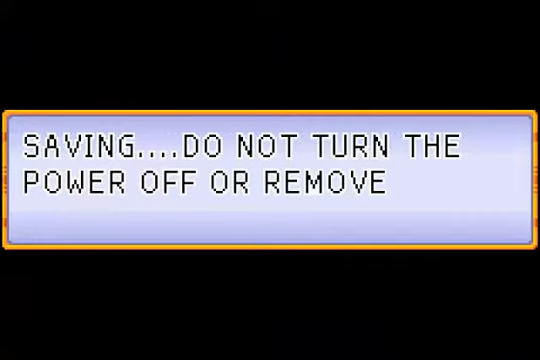 SAVING....DO NOT TURN THE
POWER OFF OR REMOVE